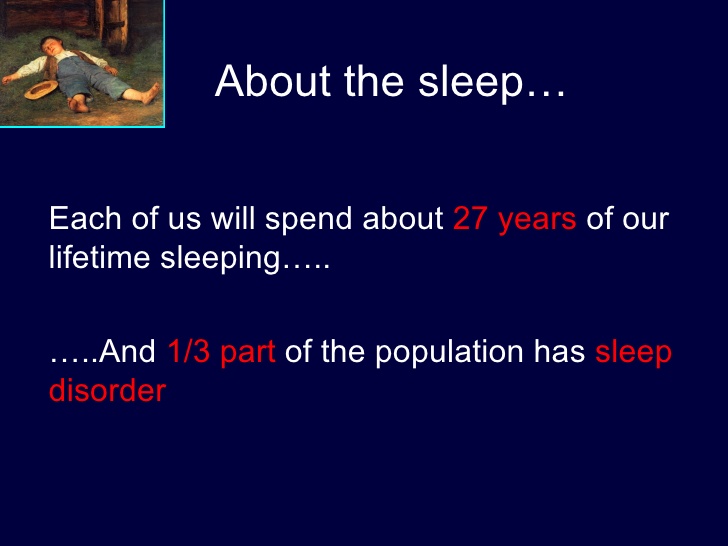 About the sleep…
Each of us will spend about 27 years of our
lifetime sleeping…..
…..And 1/3 part of the population has sleep
disorder